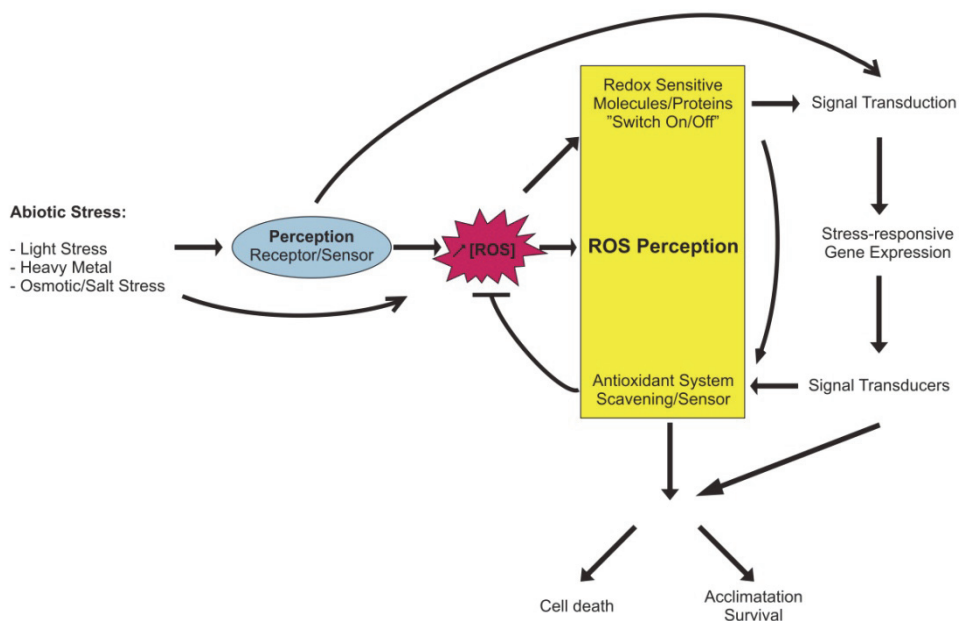 Abiotic Stress:
- Light Stress
- Heavy Metal
- Osmotic/Salt Stress
Perception
Receptor/Sensor
[ROS]
Redox Sensitive
Molecules/Proteins
"Switch On/Off"
ROS Perception
Antioxidant System
Scavening/Sensor
Signal Transduction
Stress-responsive
Gene Expression
Signal Transducers
Cell death
Acclimatation
Survival